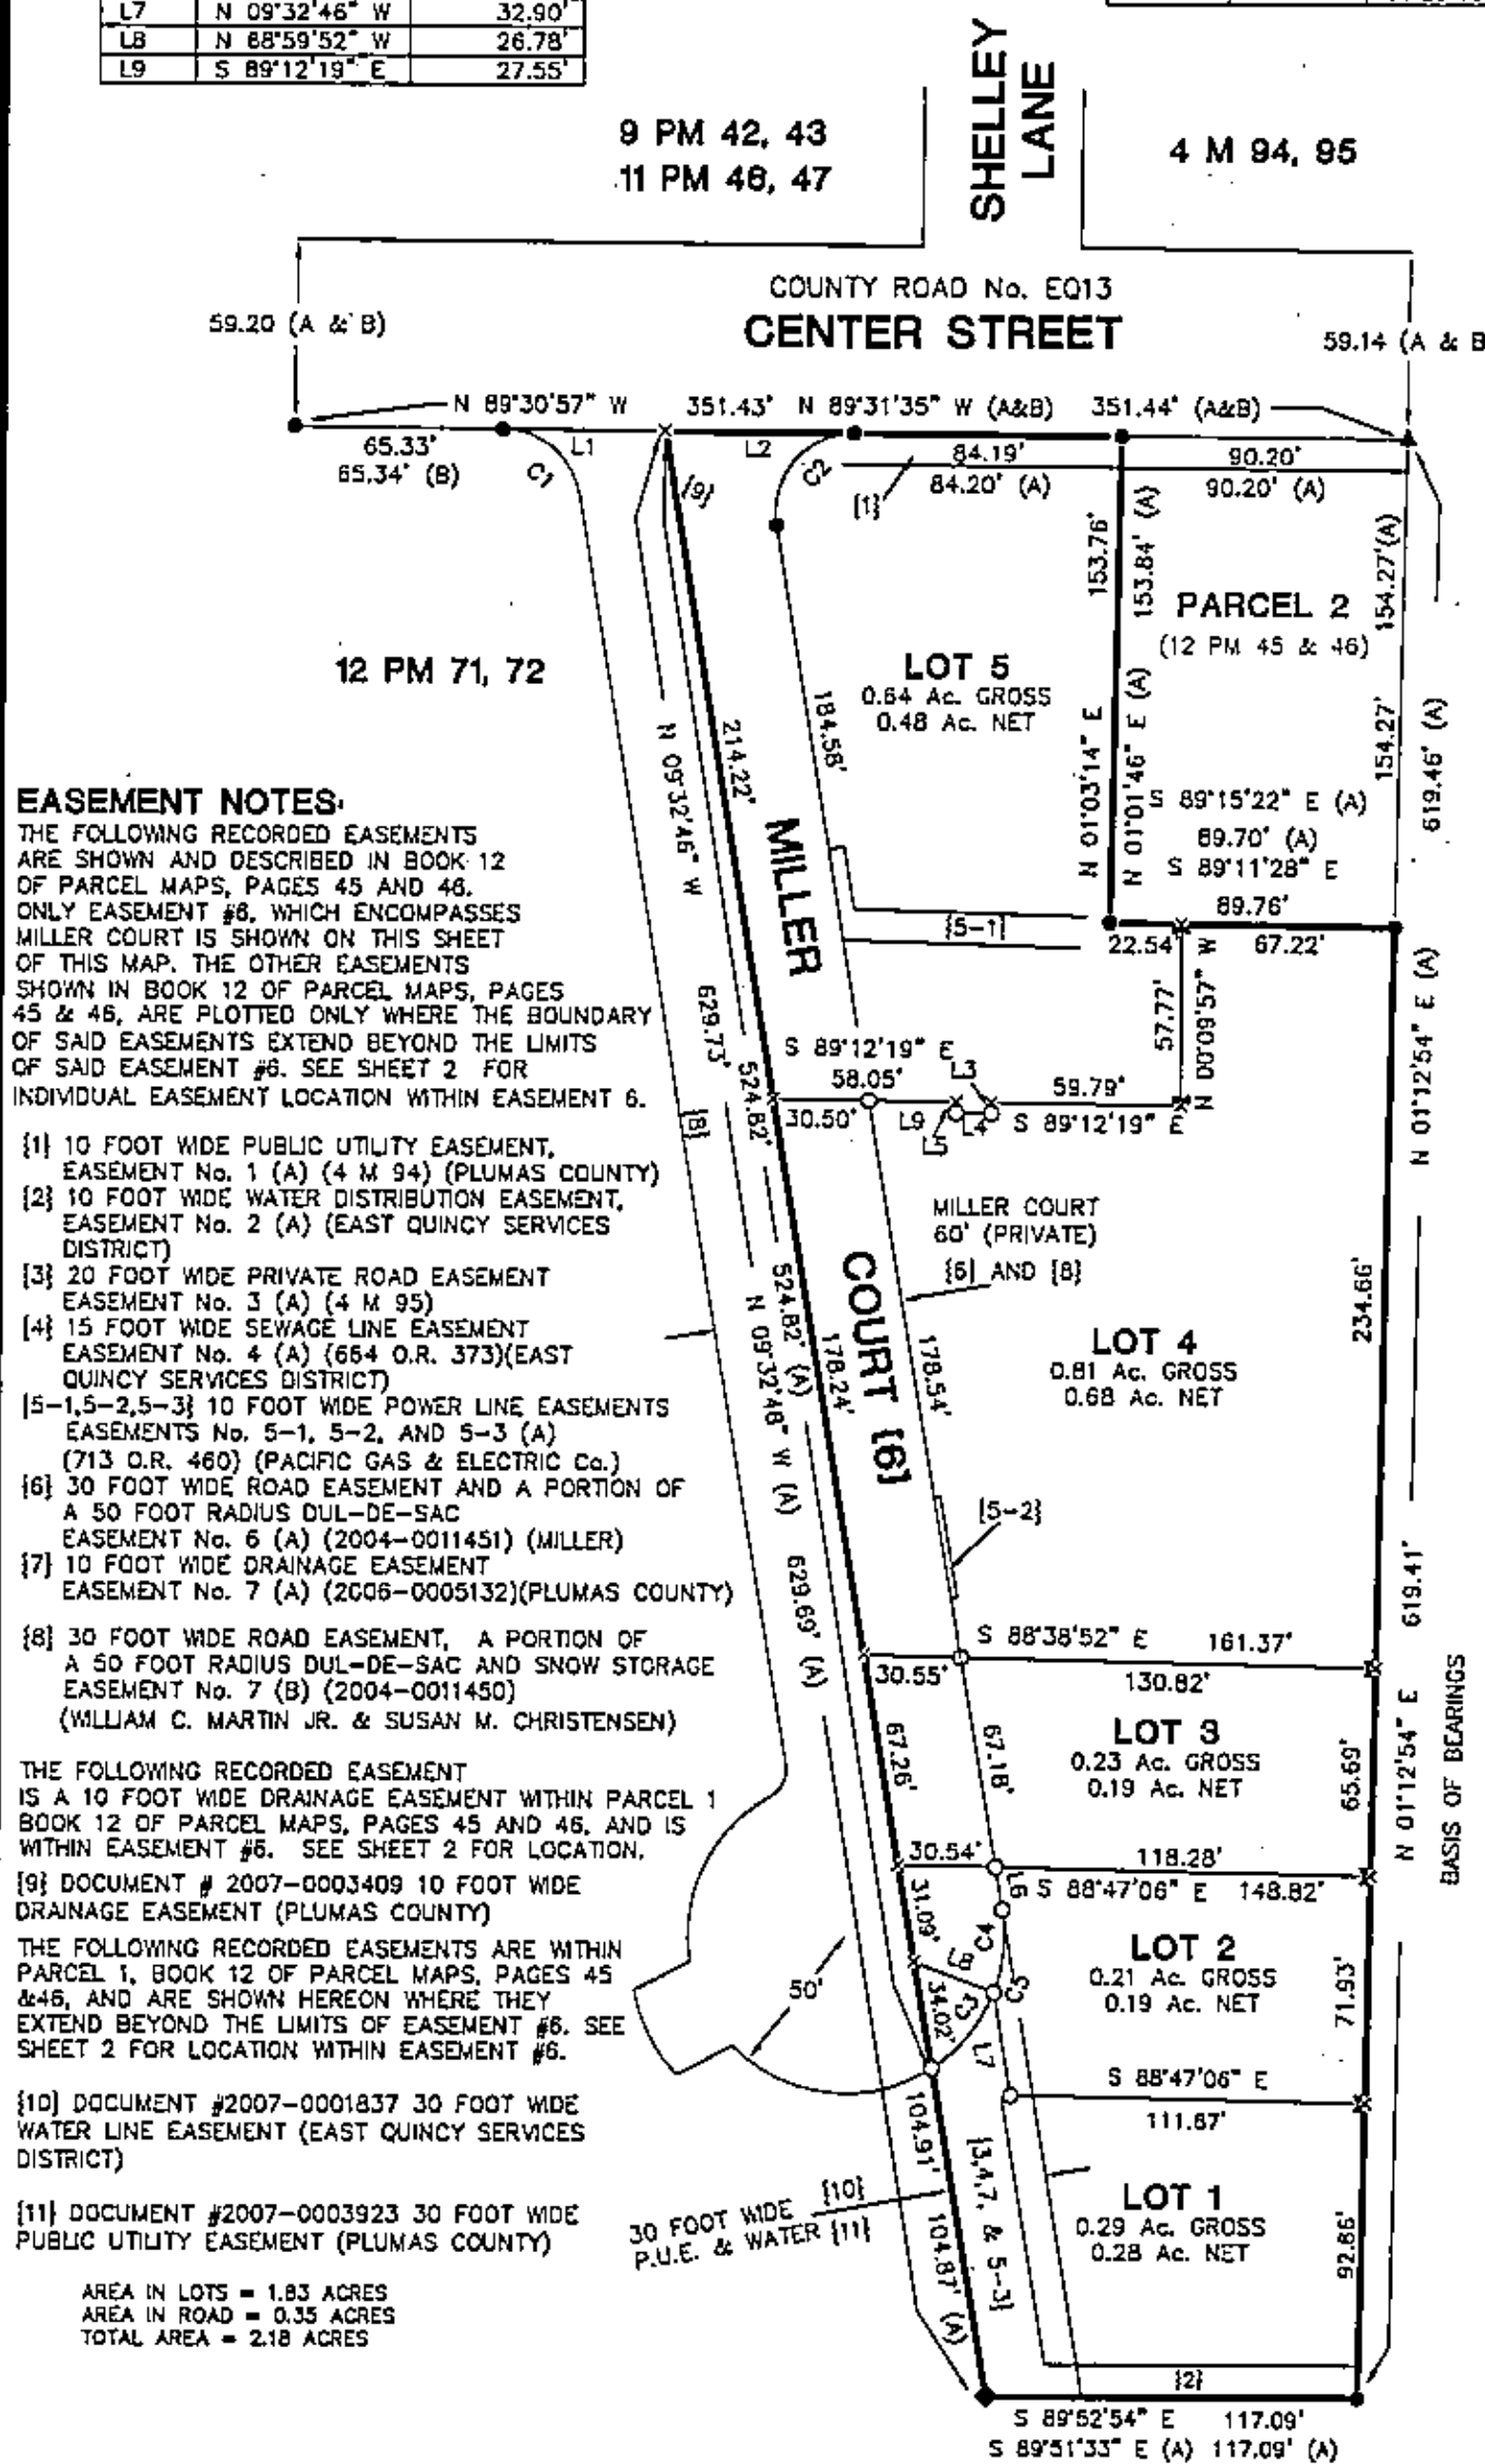 L7 N 09°32'46" W 32.90'
L8 N 88°59'52" W 26.78'
L9 S 89°12'19" E 27.55'
9 PM 42, 43
11 PM 46, 47
SHELLEY
LANE
4 M 94, 95
COUNTY ROAD No. EQ13
CENTER STREET
59.20 (A & B)
59.14 (A & B
N 89°30'57" W 351.43' N 89°31'35" W (A&B) 351.44' (A&B)
65.33'
65.34' (B)
L1
L2
C1
C2
{9}
{1}
84.19'
84.20' (A)
90.20'
90.20' (A)
153.76'
153.84' (A)
154.27'(A)
154.27'
PARCEL 2
(12 PM 45 & 46)
12 PM 71, 72
LOT 5
0.64 Ac. GROSS
0.48 Ac. NET
184.58'
214.22'
N 09°32'46" W
N 01°03'14" E
N 01°01'46" E (A)
619.46' (A)
S 89°15'22" E (A)
89.70' (A)
S 89°11'28" E
89.76'
22.54'
67.22'
{5-1}
MILLER
57.77'
N 00°09'57" W
N 01°12'54" E (A)
629.73'
524.82'
{8}
S 89°12'19" E
58.05'
L3
59.79'
30.50'
L9
L4
L5
S 89°12'19" E
EASEMENT NOTES:
THE FOLLOWING RECORDED EASEMENTS
ARE SHOWN AND DESCRIBED IN BOOK 12
OF PARCEL MAPS, PAGES 45 AND 46.
ONLY EASEMENT #6, WHICH ENCOMPASSES
MILLER COURT IS SHOWN ON THIS SHEET
OF THIS MAP. THE OTHER EASEMENTS
SHOWN IN BOOK 12 OF PARCEL MAPS, PAGES
45 & 46, ARE PLOTTED ONLY WHERE THE BOUNDARY
OF SAID EASEMENTS EXTEND BEYOND THE LIMITS
OF SAID EASEMENT #6. SEE SHEET 2 FOR
INDIVIDUAL EASEMENT LOCATION WITHIN EASEMENT 6.
{1} 10 FOOT WIDE PUBLIC UTILITY EASEMENT,
EASEMENT No. 1 (A) (4 M 94) (PLUMAS COUNTY)
{2} 10 FOOT WIDE WATER DISTRIBUTION EASEMENT,
EASEMENT No. 2 (A) (EAST QUINCY SERVICES
DISTRICT)
{3} 20 FOOT WIDE PRIVATE ROAD EASEMENT
EASEMENT No. 3 (A) (4 M 95)
{4} 15 FOOT WIDE SEWAGE LINE EASEMENT
EASEMENT No. 4 (A) (654 O.R. 373)(EAST
QUINCY SERVICES DISTRICT)
{5-1,5-2,5-3} 10 FOOT WIDE POWER LINE EASEMENTS
EASEMENTS No. 5-1, 5-2, AND 5-3 (A)
(713 O.R. 460) (PACIFIC GAS & ELECTRIC Co.)
{6} 30 FOOT WIDE ROAD EASEMENT AND A PORTION OF
A 50 FOOT RADIUS DUL-DE-SAC
EASEMENT No. 6 (A) (2004-0011451) (MILLER)
{7} 10 FOOT WIDE DRAINAGE EASEMENT
EASEMENT No. 7 (A) (2006-0005132)(PLUMAS COUNTY)
{8} 30 FOOT WIDE ROAD EASEMENT, A PORTION OF
A 50 FOOT RADIUS DUL-DE-SAC AND SNOW STORAGE
EASEMENT No. 7 (B) (2004-0011450)
(WILLIAM C. MARTIN JR. & SUSAN M. CHRISTENSEN)
THE FOLLOWING RECORDED EASEMENT
IS A 10 FOOT WIDE DRAINAGE EASEMENT WITHIN PARCEL 1
BOOK 12 OF PARCEL MAPS, PAGES 45 AND 46, AND IS
WITHIN EASEMENT #6. SEE SHEET 2 FOR LOCATION.
{9} DOCUMENT # 2007-0003409 10 FOOT WIDE
DRAINAGE EASEMENT (PLUMAS COUNTY)
THE FOLLOWING RECORDED EASEMENTS ARE WITHIN
PARCEL 1, BOOK 12 OF PARCEL MAPS, PAGES 45
&46, AND ARE SHOWN HEREON WHERE THEY
EXTEND BEYOND THE LIMITS OF EASEMENT #6. SEE
SHEET 2 FOR LOCATION WITHIN EASEMENT #6.
{10} DOCUMENT #2007-0001837 30 FOOT WIDE
WATER LINE EASEMENT (EAST QUINCY SERVICES
DISTRICT)
{11} DOCUMENT #2007-0003923 30 FOOT WIDE
PUBLIC UTILITY EASEMENT (PLUMAS COUNTY)
AREA IN LOTS = 1.83 ACRES
AREA IN ROAD = 0.35 ACRES
TOTAL AREA = 2.18 ACRES
MILLER COURT
60' (PRIVATE)
{6} AND {8}
COURT {6}
524.82' (A)
178.24'
178.54'
N 09°32'46" W (A)
629.69' (A)
LOT 4
0.81 Ac. GROSS
0.68 Ac. NET
234.66'
{5-2}
619.41'
S 88°38'52" E 161.37'
30.55'
130.82'
67.26'
67.18'
LOT 3
0.23 Ac. GROSS
0.19 Ac. NET
65.69'
N 01°12'54" E
BASIS OF BEARINGS
30.54'
118.28'
S 88°47'06" E 148.82'
L6
31.09'
C4
L8
C3
C5
34.02'
L7
50'
LOT 2
0.21 Ac. GROSS
0.19 Ac. NET
71.93'
S 88°47'06" E
111.67'
104.91'
104.87' (A)
{3,4,7, & 5-3}
30 FOOT WIDE {10}
P.U.E. & WATER {11}
LOT 1
0.29 Ac. GROSS
0.28 Ac. NET
92.86'
{2}
S 89°52'54" E 117.09'
S 89°51'33" E (A) 117.09' (A)